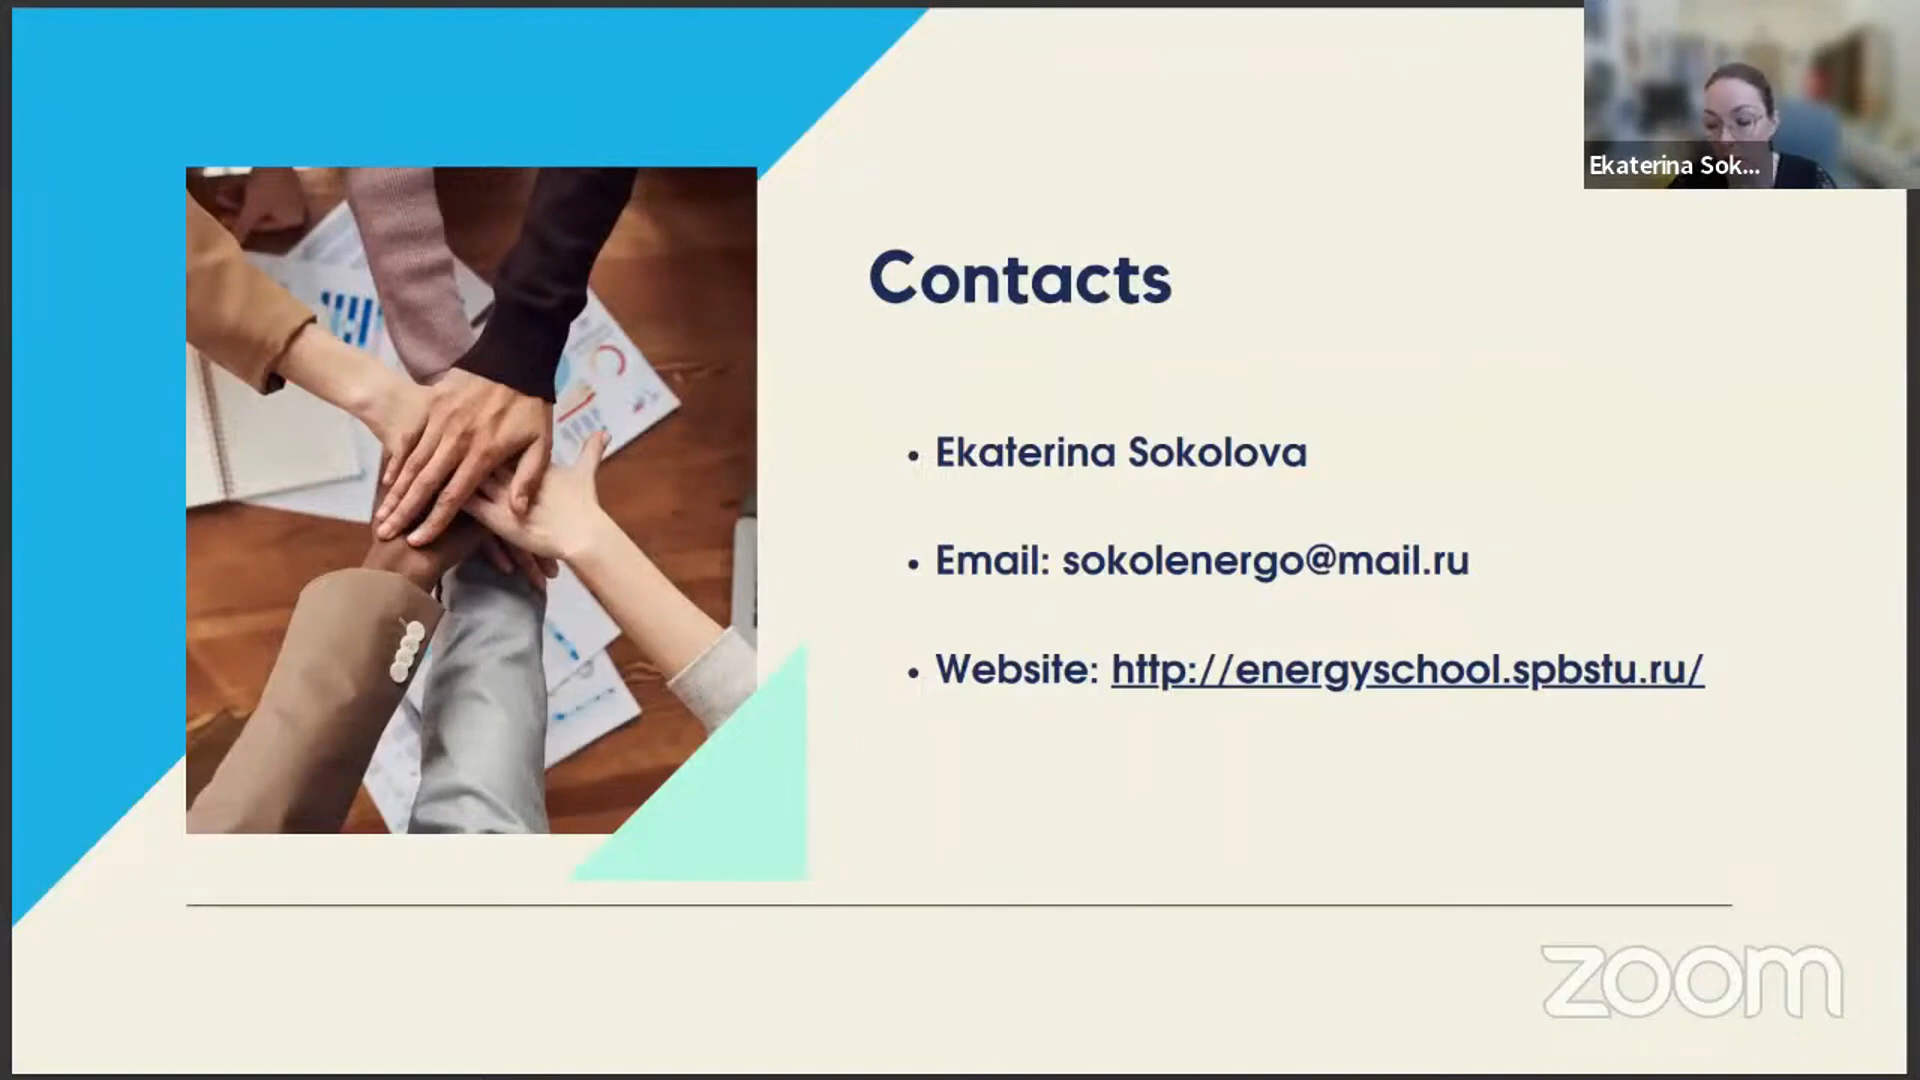 Ekaterina Sok...
Contacts
• Ekaterina Sokolova
• Email: sokolenergo@mail.ru
• Website: http://energyschool.spbstu.ru/
zoom